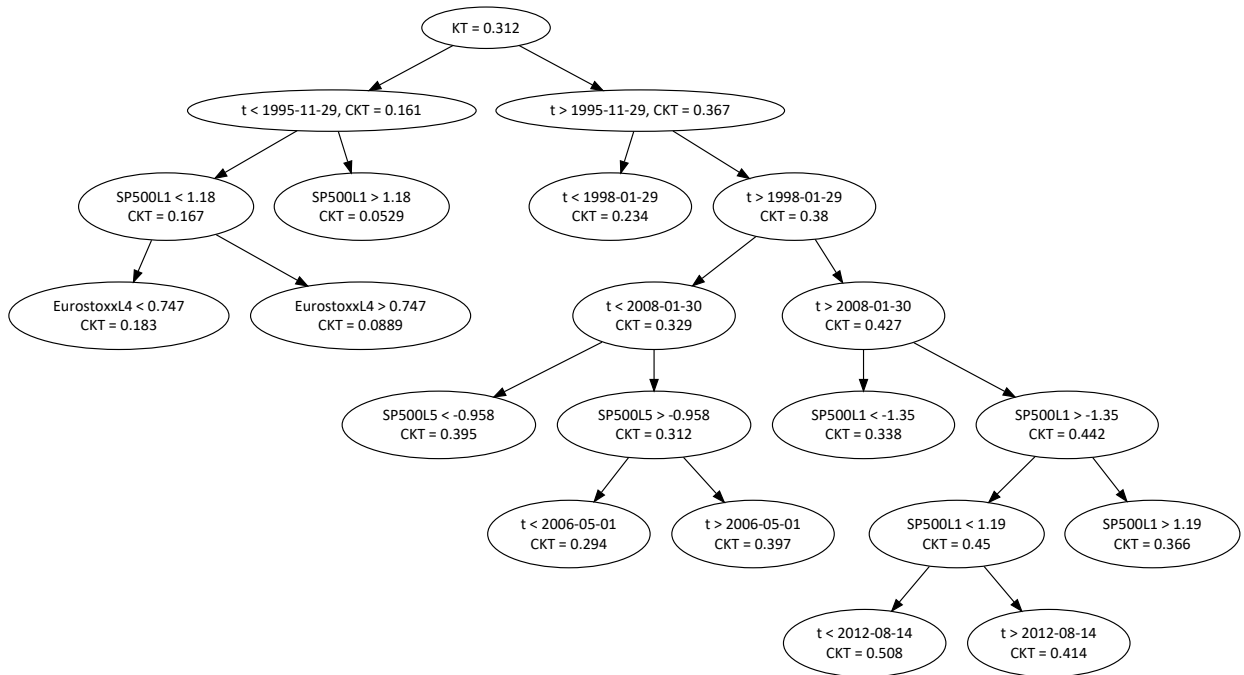 KT = 0.312
t < 1995-11-29, CKT = 0.161
t > 1995-11-29, CKT = 0.367
SP500L1 < 1.18
CKT = 0.167
SP500L1 > 1.18
CKT = 0.0529
t < 1998-01-29
CKT = 0.234
t > 1998-01-29
CKT = 0.38
EurostoxxL4 < 0.747
CKT = 0.183
EurostoxxL4 > 0.747
CKT = 0.0889
t < 2008-01-30
CKT = 0.329
t > 2008-01-30
CKT = 0.427
SP500L5 < -0.958
CKT = 0.395
SP500L5 > -0.958
CKT = 0.312
SP500L1 < -1.35
CKT = 0.338
SP500L1 > -1.35
CKT = 0.442
t < 2006-05-01
CKT = 0.294
t > 2006-05-01
CKT = 0.397
SP500L1 < 1.19
CKT = 0.45
SP500L1 > 1.19
CKT = 0.366
t < 2012-08-14
CKT = 0.508
t > 2012-08-14
CKT = 0.414